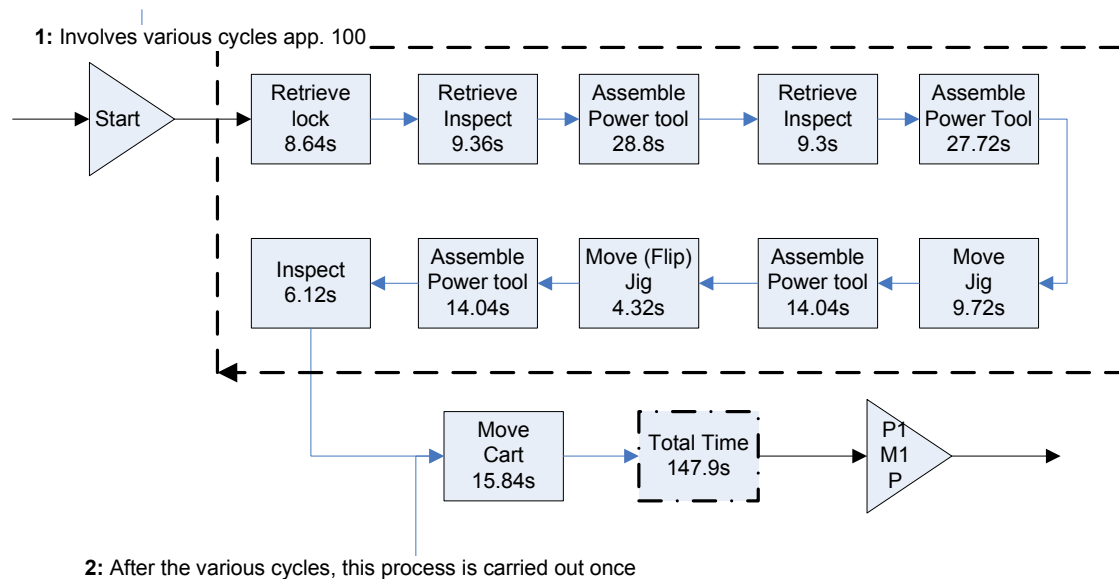 1: Involves various cycles app. 100
Start
Retrieve
lock
8.64s
Retrieve
Inspect
9.36s
Assemble
Power tool
28.8s
Retrieve
Inspect
9.3s
Assemble
Power Tool
27.72s
Inspect
6.12s
Assemble
Power tool
14.04s
Move (Flip)
Jig
4.32s
Assemble
Power tool
14.04s
Move
Jig
9.72s
Move
Cart
15.84s
Total Time
147.9s
P1
M1
P
2: After the various cycles, this process is carried out once